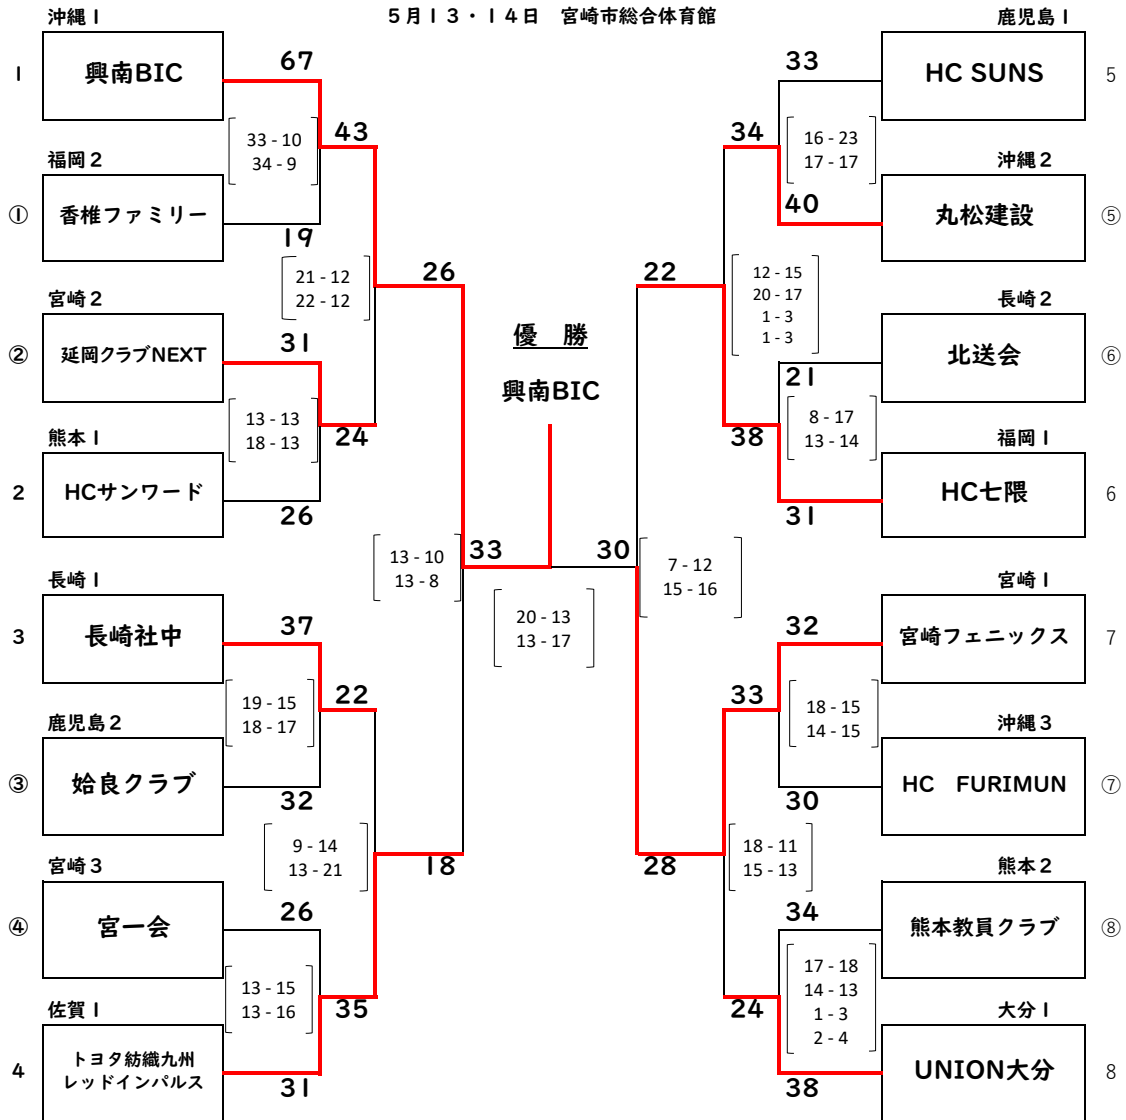 5月13・14日　宮崎市総合体育館
沖縄1
1
興南BIC
67
33 - 10
34 - 9
43
福岡2
①
香椎ファミリー
19
21 - 12
22 - 12
26
宮崎2
②
延岡クラブNEXT
31
13 - 13
18 - 13
24
熊本1
2
HCサンワード
26
13 - 10
13 - 8
33
長崎1
3
長崎社中
37
19 - 15
18 - 17
22
鹿児島2
③
姶良クラブ
32
9 - 14
13 - 21
18
宮崎3
④
宮一会
26
13 - 15
13 - 16
35
佐賀1
4
トヨタ紡織九州
レッドインパルス
31
優　勝
興南BIC
20 - 13
13 - 17
鹿児島1
33
HC SUNS
5
34
16 - 23
17 - 17
沖縄2
40
丸松建設
⑤
22
12 - 15
20 - 17
1 - 3
1 - 3
長崎2
21
北送会
⑥
38
8 - 17
13 - 14
福岡1
31
HC七隈
6
30
7 - 12
15 - 16
宮崎1
32
宮崎フェニックス
7
33
18 - 15
14 - 15
沖縄3
30
HC　FURIMUN
⑦
28
18 - 11
15 - 13
熊本2
34
熊本教員クラブ
⑧
24
17 - 18
14 - 13
1 - 3
2 - 4
大分1
38
UNION大分
8